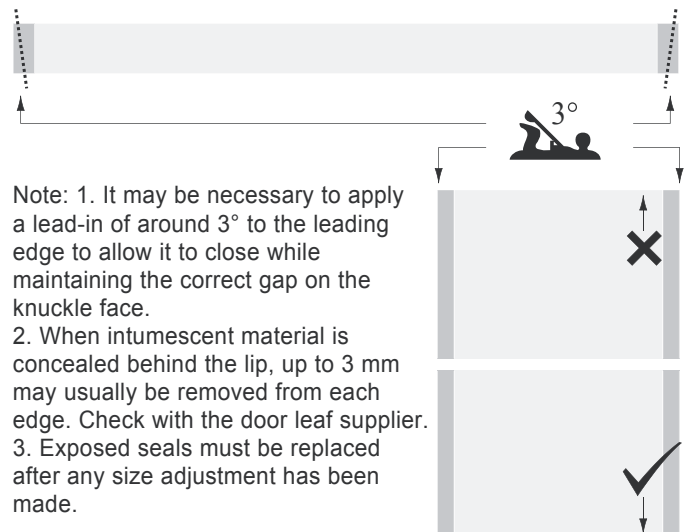 3°
Note: 1. It may be necessary to apply
a lead-in of around 3° to the leading
edge to allow it to close while
maintaining the correct gap on the
knuckle face.
2. When intumescent material is
concealed behind the lip, up to 3 mm
may usually be removed from each
edge. Check with the door leaf supplier.
3. Exposed seals must be replaced
after any size adjustment has been
made.